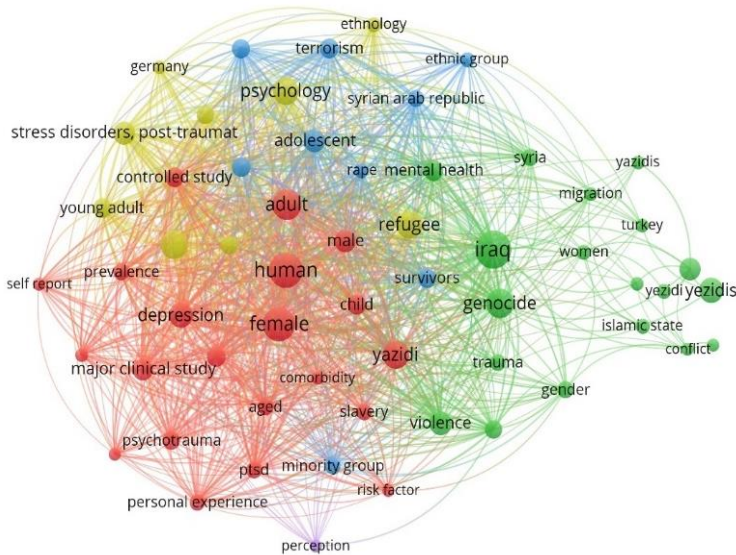 ethnology
terrorism
germany
ethnic group
psychology
syrian arab republic
stress disorders, post-traumat
adolescent
syria
controlled study
rape
mental health
yazidis
migration
young adult
adult
refugee
turkey
male
iraq
women
human
self report
prevalence
survivors
yezidi
yezidis
depression
female
child
genocide
islamic state
conflict
yazidi
trauma
major clinical study
comorbidity
gender
aged
slavery
violence
psychotrauma
ptsd
minority group
risk factor
personal experience
perception